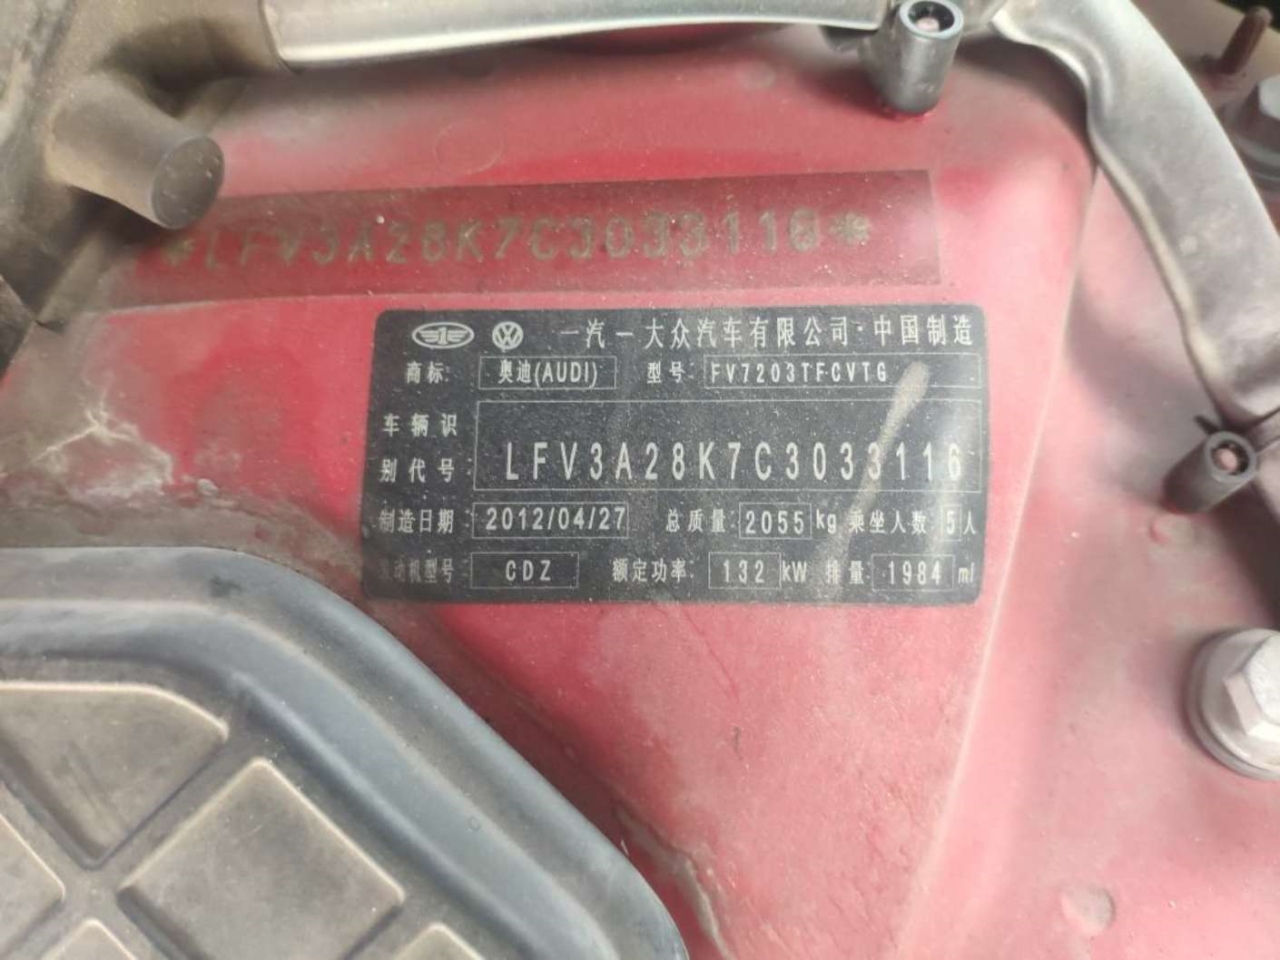 *LFV3A28K7C3033116*
一汽一大众汽车有限公司·中国制造
商标: 奥迪(AUDI) 型号: FV7203TFCVTG
车辆识
别代号: LFV3A28K7C3033116
制造日期: 2012/04/27 总质量: 2055 kg 乘坐人数: 5 人
发动机型号: CDZ 额定功率: 132 kW 排量: 1984 ml